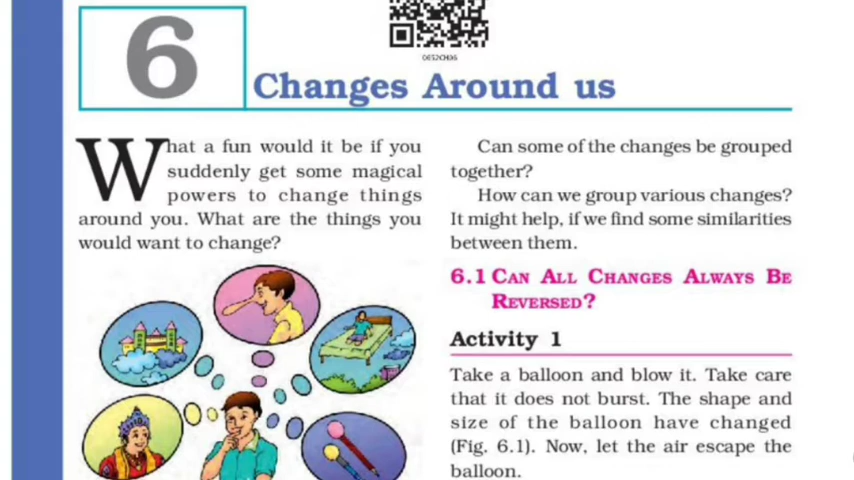 6
0652CH06
Changes Around us
What a fun would it be if you
suddenly get some magical
powers to change things
around you. What are the things you
would want to change?
Can some of the changes be grouped
together?
How can we group various changes?
It might help, if we find some similarities
between them.
6.1 CAN ALL CHANGES ALWAYS BE
REVERSED?
Activity 1
Take a balloon and blow it. Take care
that it does not burst. The shape and
size of the balloon have changed
(Fig. 6.1). Now, let the air escape the
balloon.